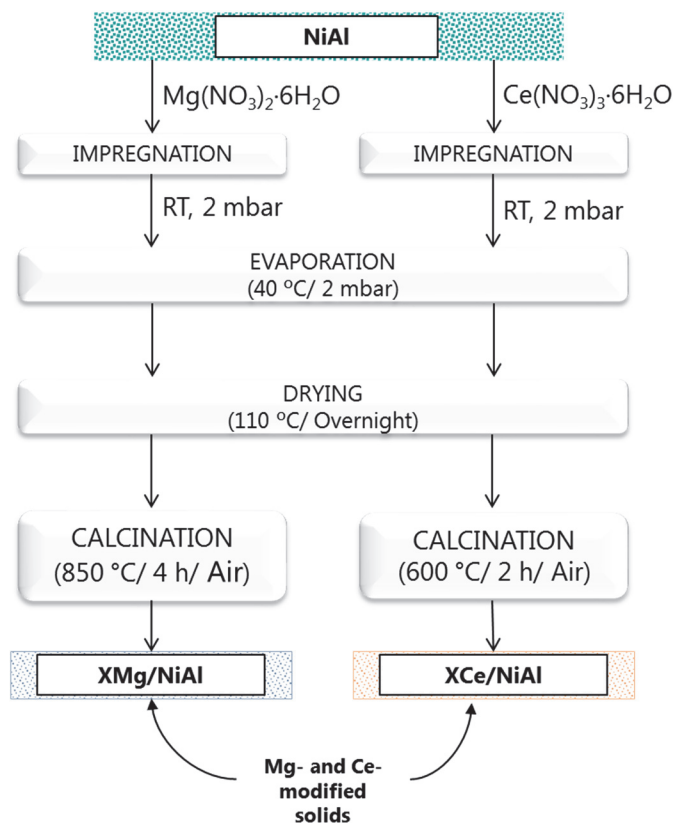 NiAl
Mg(NO₃)₂·6H₂O
Ce(NO₃)₃·6H₂O
IMPREGNATION
IMPREGNATION
RT, 2 mbar
RT, 2 mbar
EVAPORATION
(40 ºC/ 2 mbar)
DRYING
(110 ºC/ Overnight)
CALCINATION
(850 °C/ 4 h/ Air)
CALCINATION
(600 °C/ 2 h/ Air)
XMg/NiAl
XCe/NiAl
Mg- and Ce-
modified
solids